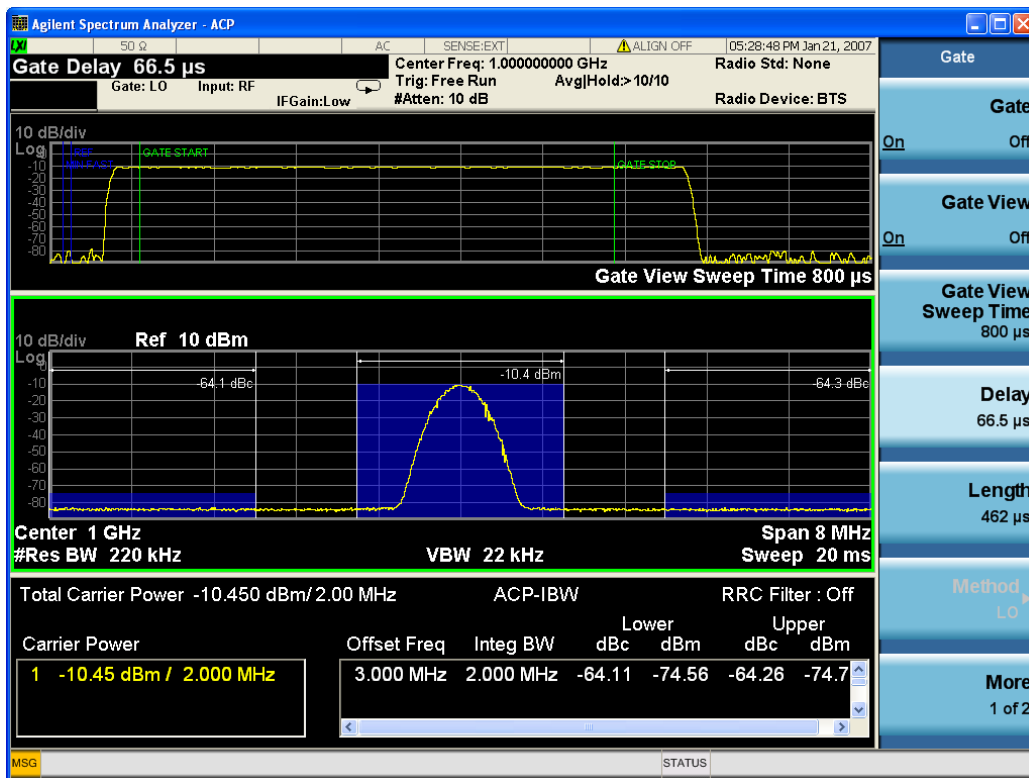 Agilent Spectrum Analyzer - ACP
LXI 50 Ω AC SENSE:EXT ALIGN OFF 05:28:48 PM Jan 21, 2007
Gate Delay 66.5 µs
Gate: LO Input: RF
IFGain:Low
Center Freq: 1.000000000 GHz
Trig: Free Run Avg|Hold:>10/10
#Atten: 10 dB
Radio Std: None
Radio Device: BTS
10 dB/div
Log
0
-10
-20
-30
-40
-50
-60
-70
-80
REF
GATE START
GATE STOP
Gate View Sweep Time 800 µs
10 dB/div Ref 10 dBm
Log
0
-10
-20
-30
-40
-50
-60
-70
-80
-64.1 dBc
-10.4 dBm
-64.3 dBc
Center 1 GHz Span 8 MHz
#Res BW 220 kHz VBW 22 kHz Sweep 20 ms
Total Carrier Power -10.450 dBm/ 2.00 MHz ACP-IBW RRC Filter : Off
Lower Upper
Carrier Power Offset Freq Integ BW dBc dBm dBc dBm
1 -10.45 dBm / 2.000 MHz 3.000 MHz 2.000 MHz -64.11 -74.56 -64.26 -74.7
MSG STATUS
Gate
Gate
On Off
Gate View
On Off
Gate View
Sweep Time
800 µs
Delay
66.5 µs
Length
462 µs
Method
LO
More
1 of 2